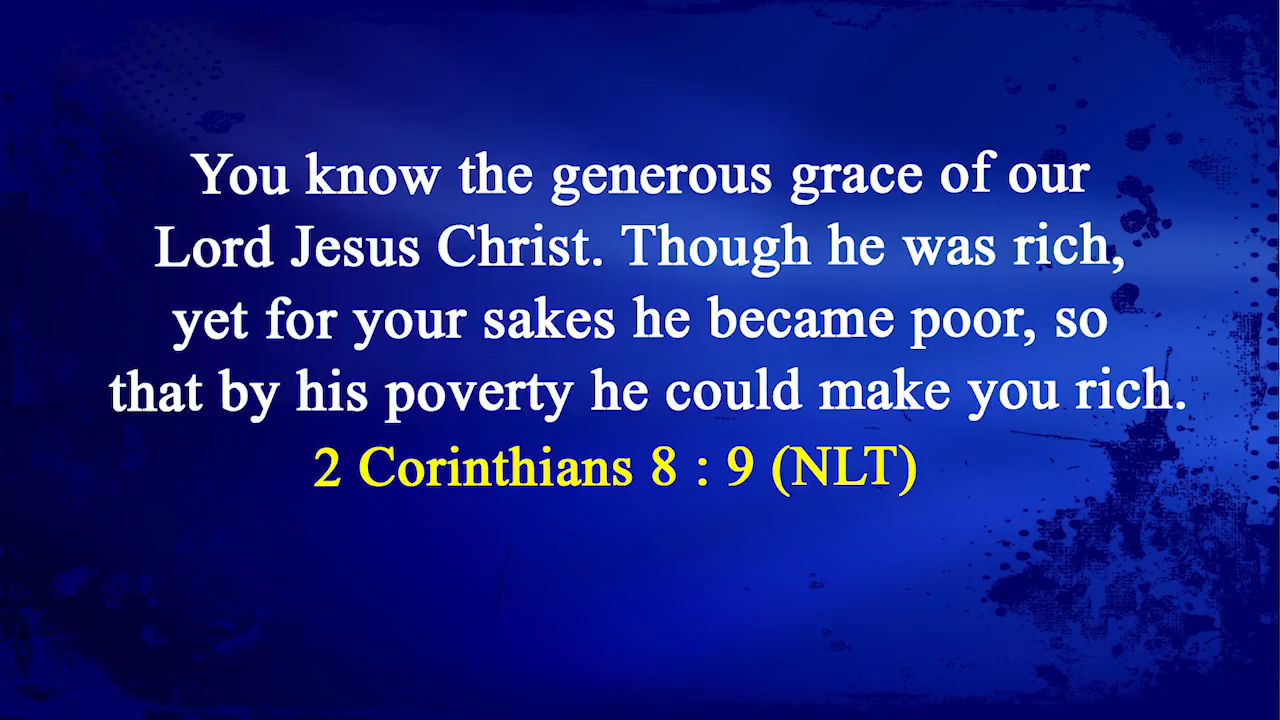 You know the generous grace of our
Lord Jesus Christ. Though he was rich,
yet for your sakes he became poor, so
that by his poverty he could make you rich.
2 Corinthians 8 : 9 (NLT)